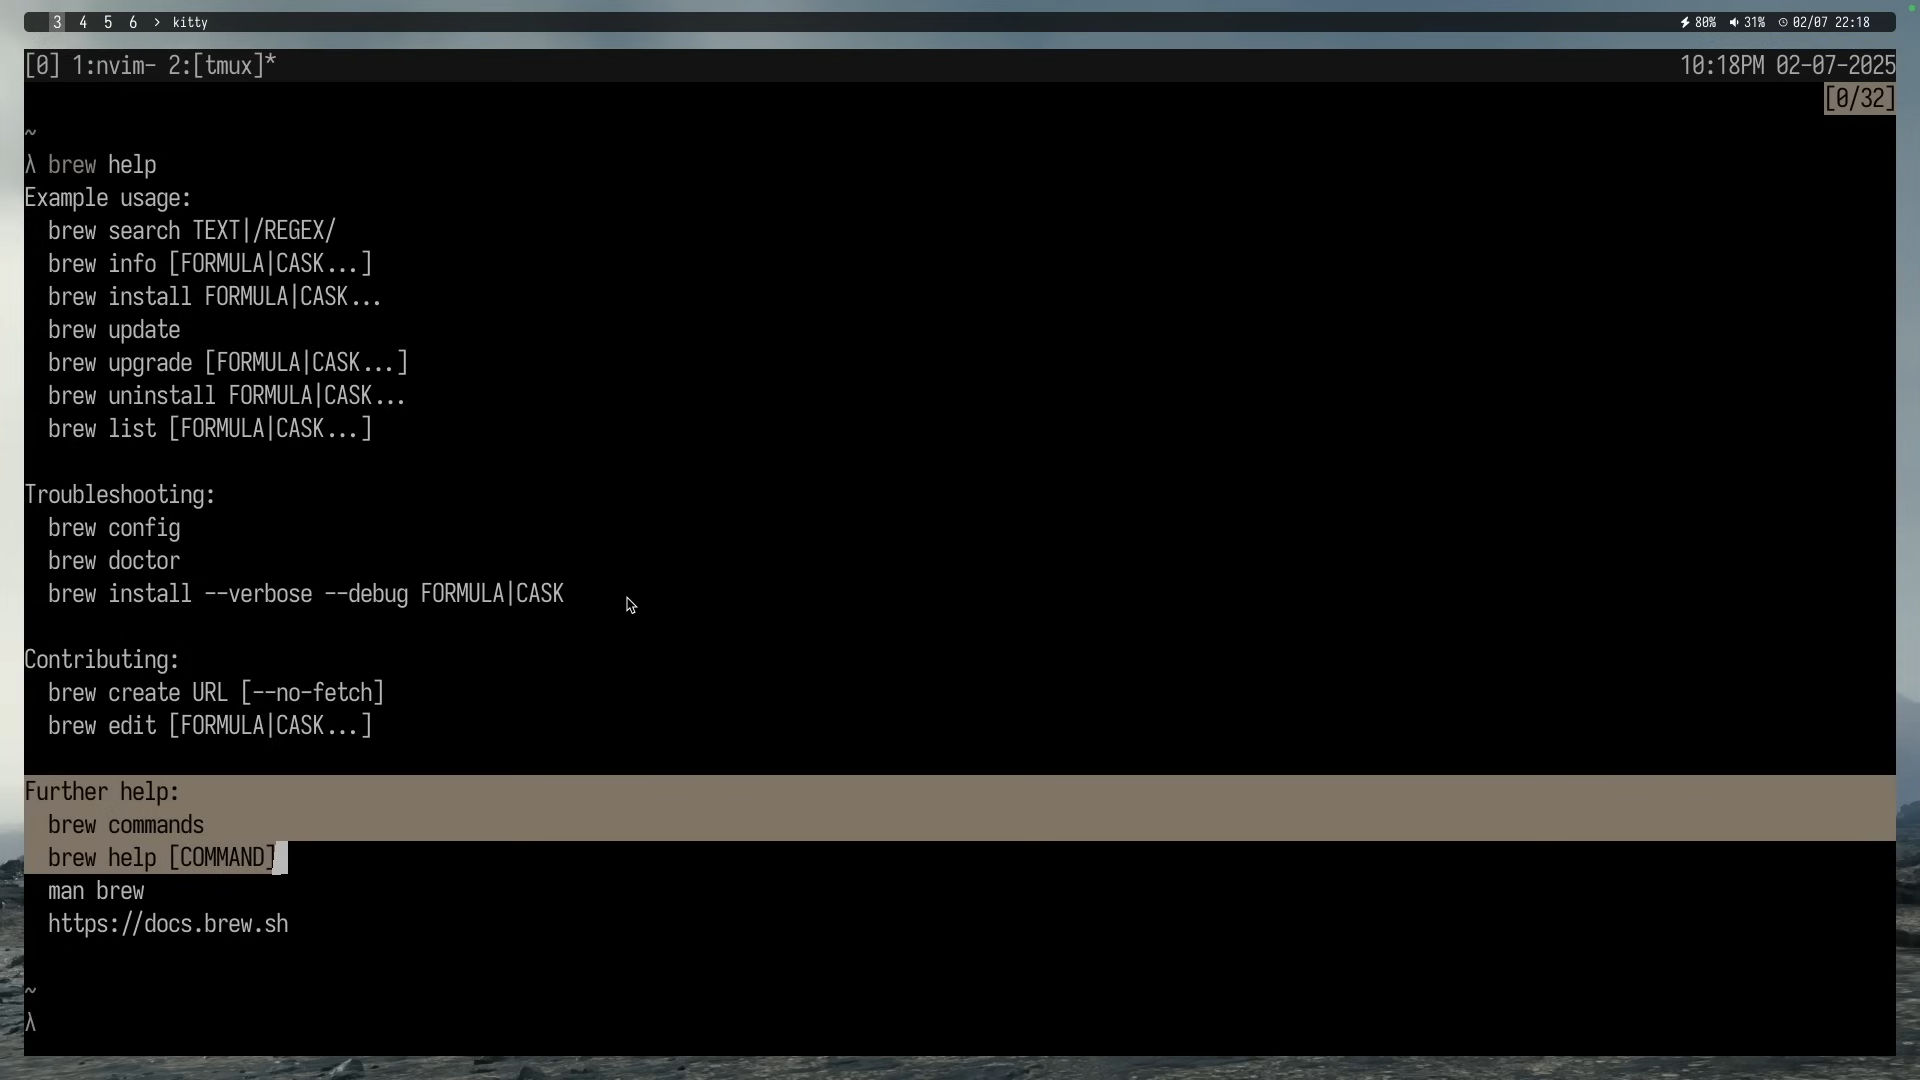 3 4 5 6 > kitty
80% 31% 02/07 22:18
[0] 1:nvim- 2:[tmux]*
10:18PM 02-07-2025
[0/32]
~
λ brew help
Example usage:
brew search TEXT|/REGEX/
brew info [FORMULA|CASK...]
brew install FORMULA|CASK...
brew update
brew upgrade [FORMULA|CASK...]
brew uninstall FORMULA|CASK...
brew list [FORMULA|CASK...]
Troubleshooting:
brew config
brew doctor
brew install --verbose --debug FORMULA|CASK
Contributing:
brew create URL [--no-fetch]
brew edit [FORMULA|CASK...]
Further help:
brew commands
brew help [COMMAND]
man brew
https://docs.brew.sh
~
λ